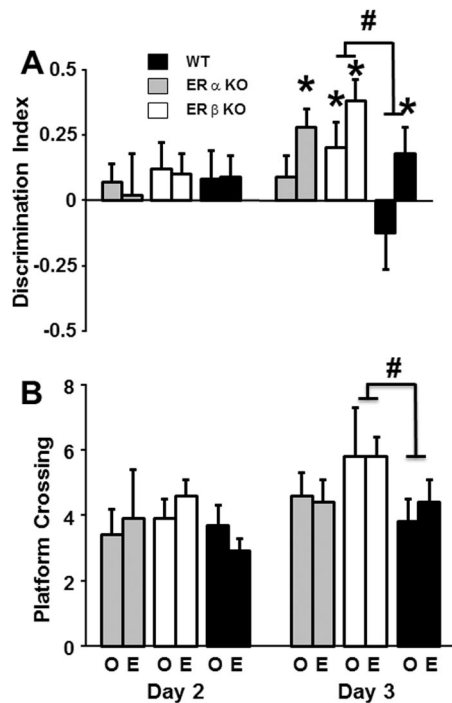 A
WT
ER α KO
ER β KO
#
* * * *
Discrimination Index
0.5
0.25
0
-0.25
-0.5
B
#
Platform Crossing
8
6
4
2
0
O E O E O E O E O E O E
Day 2 Day 3